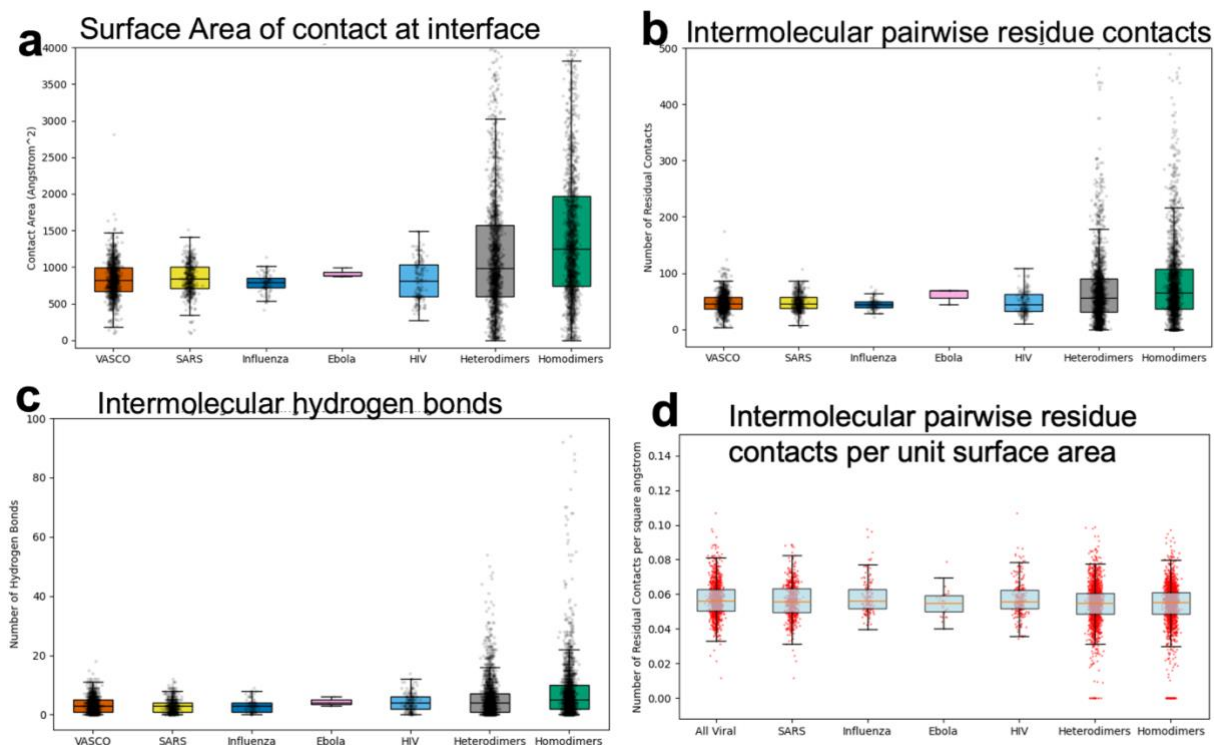 a Surface Area of contact at interface
4000
3500
3000
2500
2000
1500
1000
500
0
Contact Area (Angstrom^2)
VASCO SARS Influenza Ebola HIV Heterodimers Homodimers
b Intermolecular pairwise residue contacts
500
400
300
200
100
0
Number of Residual Contacts
VASCO SARS Influenza Ebola HIV Heterodimers Homodimers
c Intermolecular hydrogen bonds
100
80
60
40
20
0
Number of Hydrogen Bonds
VASCO SARS Influenza Ebola HIV Heterodimers Homodimers
d Intermolecular pairwise residue
contacts per unit surface area
0.14
0.12
0.10
0.08
0.06
0.04
0.02
0.00
Number of Residual Contacts per square angstrom
All Viral SARS Influenza Ebola HIV Heterodimers Homodimers